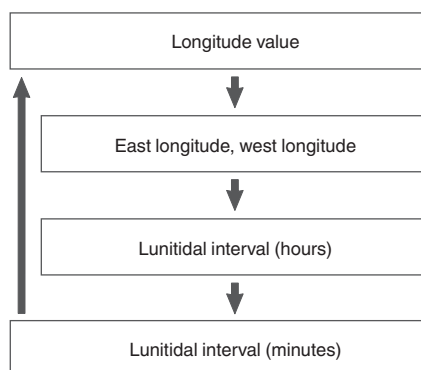 Longitude value
East longitude, west longitude
Lunitidal interval (hours)
Lunitidal interval (minutes)